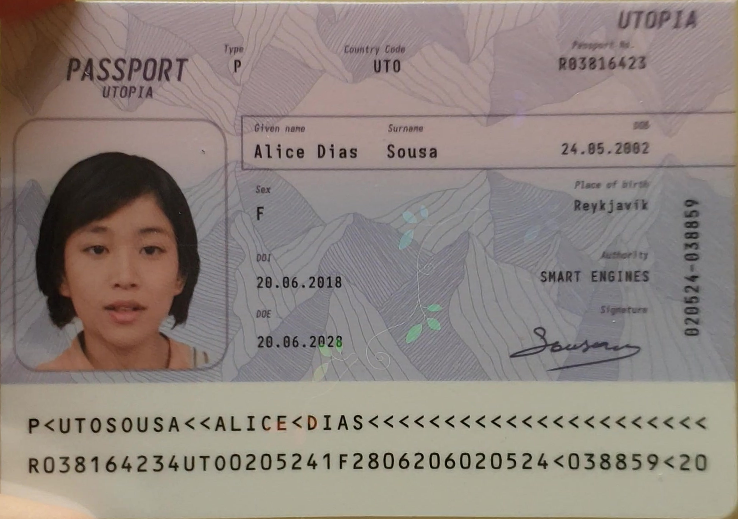 UTOPIA
PASSPORT
UTOPIA
Type
P
Country Code
UTO
Passport No.
R03816423
Given name
Alice Dias
Surname
Sousa
DOB
24.05.2002
Sex
F
Place of birth
Reykjavik
DOI
20.06.2018
Authority
SMART ENGINES
DOE
20.06.2028
Signature
Sousa
020524-038859
P<UTOSOUSA<<ALICE<DIAS<<<<<<<<<<<<<<<<<<<<<<
R038164234UTO0205241F2806206020524<038859<20